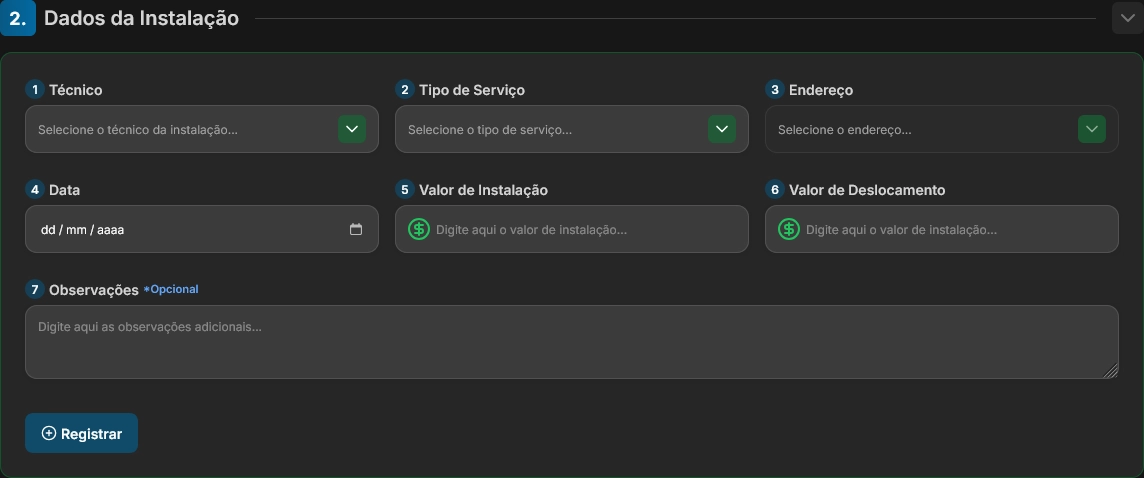 2. Dados da Instalação
1 Técnico 2 Tipo de Serviço 3 Endereço
Selecione o técnico da instalação... Selecione o tipo de serviço... Selecione o endereço...
4 Data 5 Valor de Instalação 6 Valor de Deslocamento
dd / mm / aaaa $ Digite aqui o valor de instalação... $ Digite aqui o valor de instalação...
7 Observações *Opcional
Digite aqui as observações adicionais...
Registrar